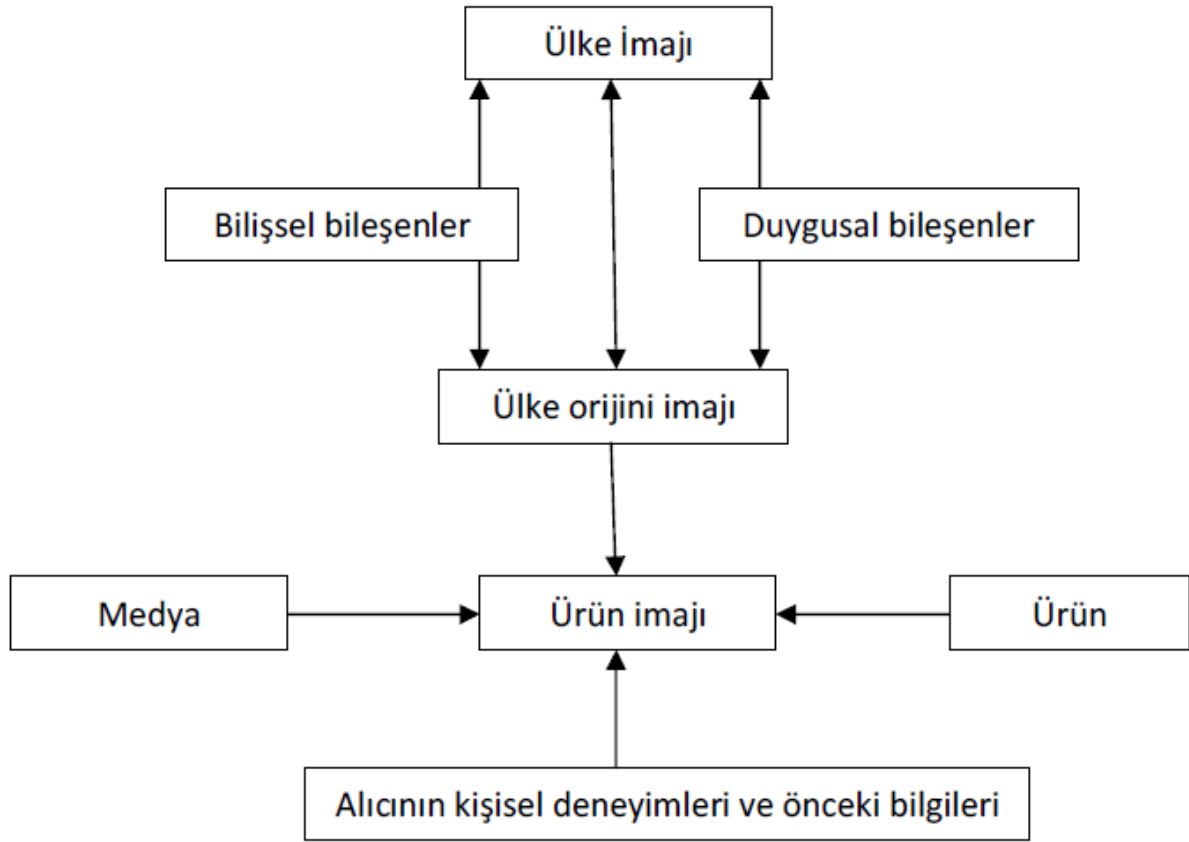 Ülke İmajı
Bilişsel bileşenler
Duygusal bileşenler
Ülke orijini imajı
Medya
Ürün imajı
Ürün
Alıcının kişisel deneyimleri ve önceki bilgileri